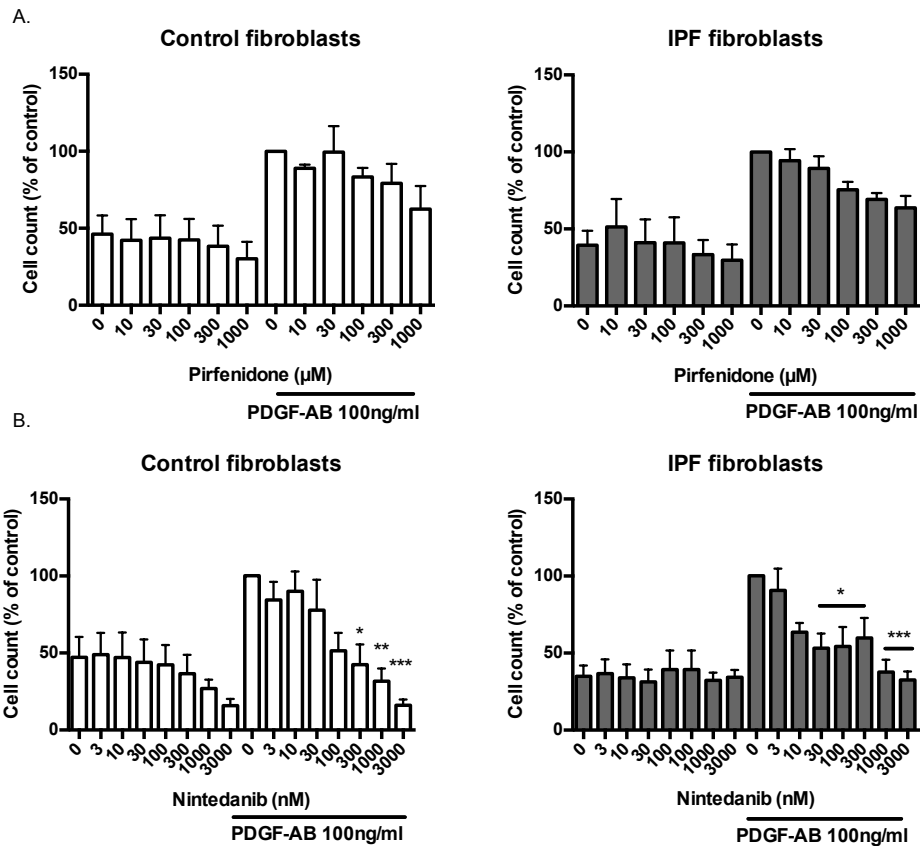 A.
Control fibroblasts
Cell count (% of control)
150
100
50
0
0 10 30 100 300 1000 0 10 30 100 300 1000
Pirfenidone (µM)
PDGF-AB 100ng/ml
IPF fibroblasts
Cell count (% of control)
150
100
50
0
0 10 30 100 300 1000 0 10 30 100 300 1000
Pirfenidone (µM)
PDGF-AB 100ng/ml
B.
Control fibroblasts
Cell count (% of control)
150
100
50
0
* ** ***
0 3 10 30 100 300 1000 3000 0 3 10 30 100 300 1000 3000
Nintedanib (nM)
PDGF-AB 100ng/ml
IPF fibroblasts
Cell count (% of control)
150
100
50
0
* ***
0 3 10 30 100 100 1000 3000 0 3 10 30 100 300 1000 3000
Nintedanib (nM)
PDGF-AB 100ng/ml